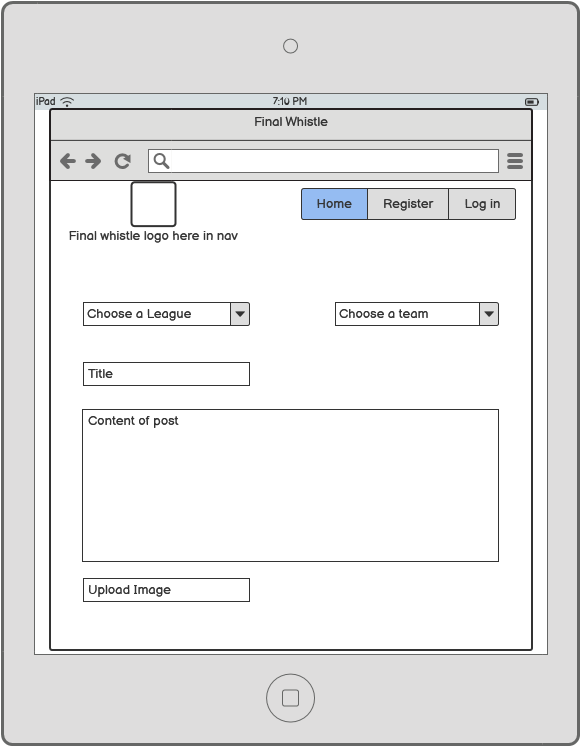 iPad 7:10 PM
Final Whistle
Home Register Log in
Final whistle logo here in nav
Choose a League Choose a team
Title
Content of post
Upload Image